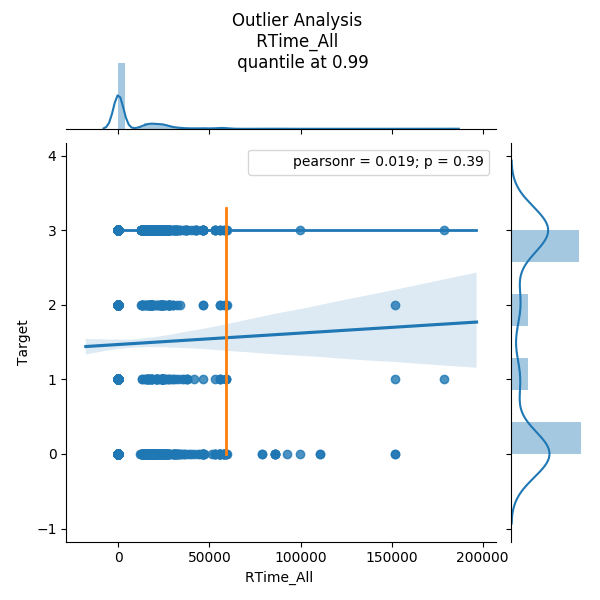 Outlier Analysis
RTime_All
quantile at 0.99
pearsonr = 0.019; p = 0.39
4
3
2
1
0
−1
Target
0 50000 100000 150000 200000
RTime_All